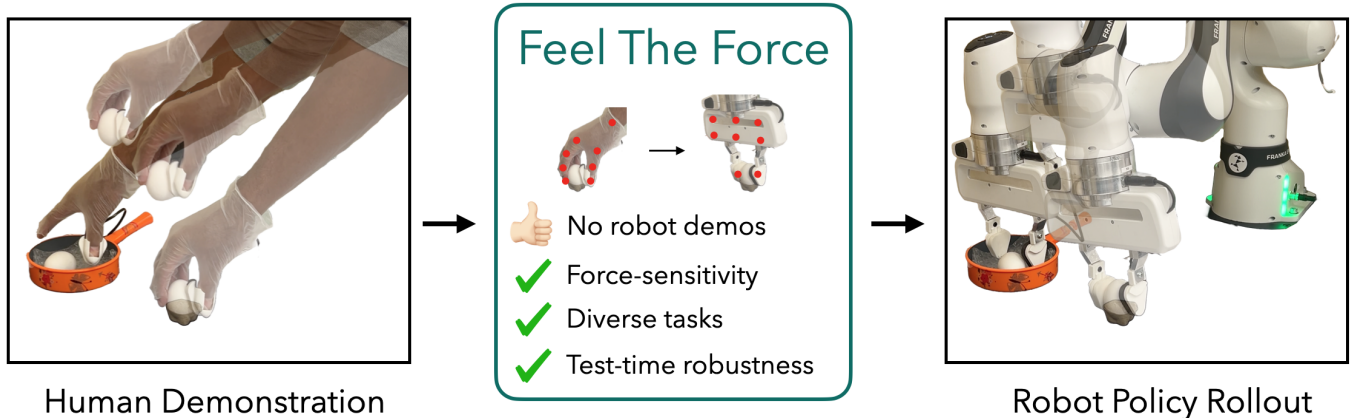 Feel The Force
No robot demos
Force-sensitivity
Diverse tasks
Test-time robustness
Human Demonstration
Robot Policy Rollout